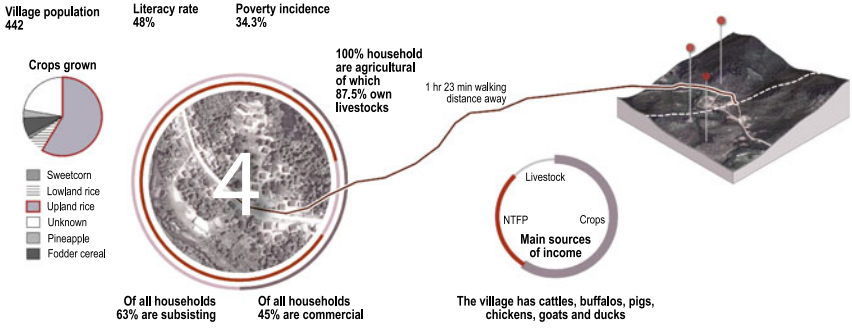 Village population
442
Literacy rate
48%
Poverty incidence
34.3%
Crops grown
Sweetcorn
Lowland rice
Upland rice
Unknown
Pineapple
Fodder cereal
100% household
are agricultural
of which
87.5% own
livestocks
4
1 hr 23 min walking
distance away
Livestock
NTFP
Crops
Main sources
of income
Of all households
63% are subsisting
Of all households
45% are commercial
The village has cattles, buffalos, pigs,
chickens, goats and ducks